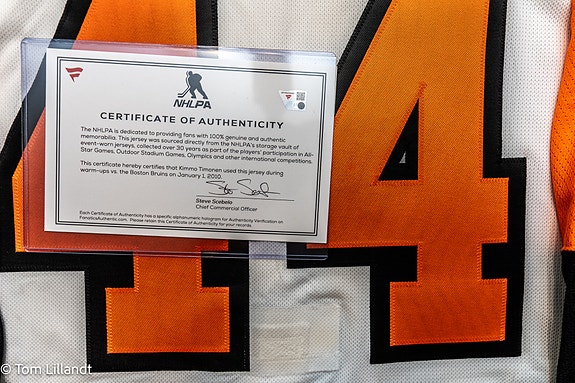 44
NHLPA
CERTIFICATE OF AUTHENTICITY
The NHLPA is dedicated to providing fans with 100% genuine and authentic
memorabilia. This jersey was sourced directly from the NHLPA's storage vault of
event-worn jerseys, collected over 30 years as part of the players' participation in All-
Star Games, Outdoor Stadium Games, Olympics and other international competitions.
This certificate hereby certifies that Kimmo Timonen used this jersey during
warm-ups vs. the Boston Bruins on January 1, 2010.
Steve Scebelo
Chief Commercial Officer
Each Certificate of Authenticity has a specific alphanumeric hologram for Authenticity Verification on
FanaticsAuthentic.com. Please retain this Certificate of Authenticity for your records.
© Tom Lillandt